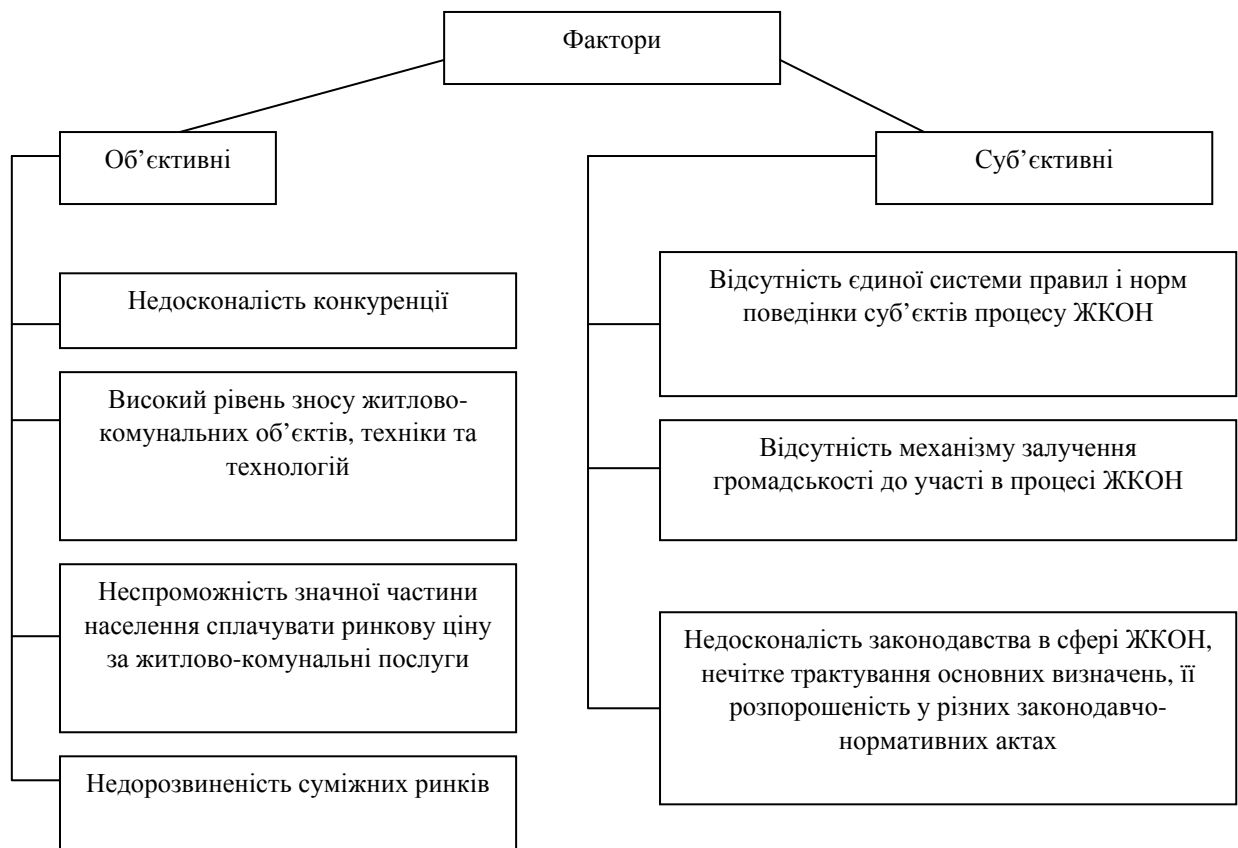 Фактори
Об’єктивні
Недосконалість конкуренції
Високий рівень зносу житлово-
комунальних об’єктів, техніки та
технологій
Неспроможність значної частини
населення сплачувати ринкову ціну
за житлово-комунальні послуги
Недорозвиненість суміжних ринків
Суб’єктивні
Відсутність єдиної системи правил і норм
поведінки суб’єктів процесу ЖКОН
Відсутність механізму залучення
громадськості до участі в процесі ЖКОН
Недосконалість законодавства в сфері ЖКОН,
нечітке трактування основних визначень, її
розпорошеність у різних законодавчо-
нормативних актах